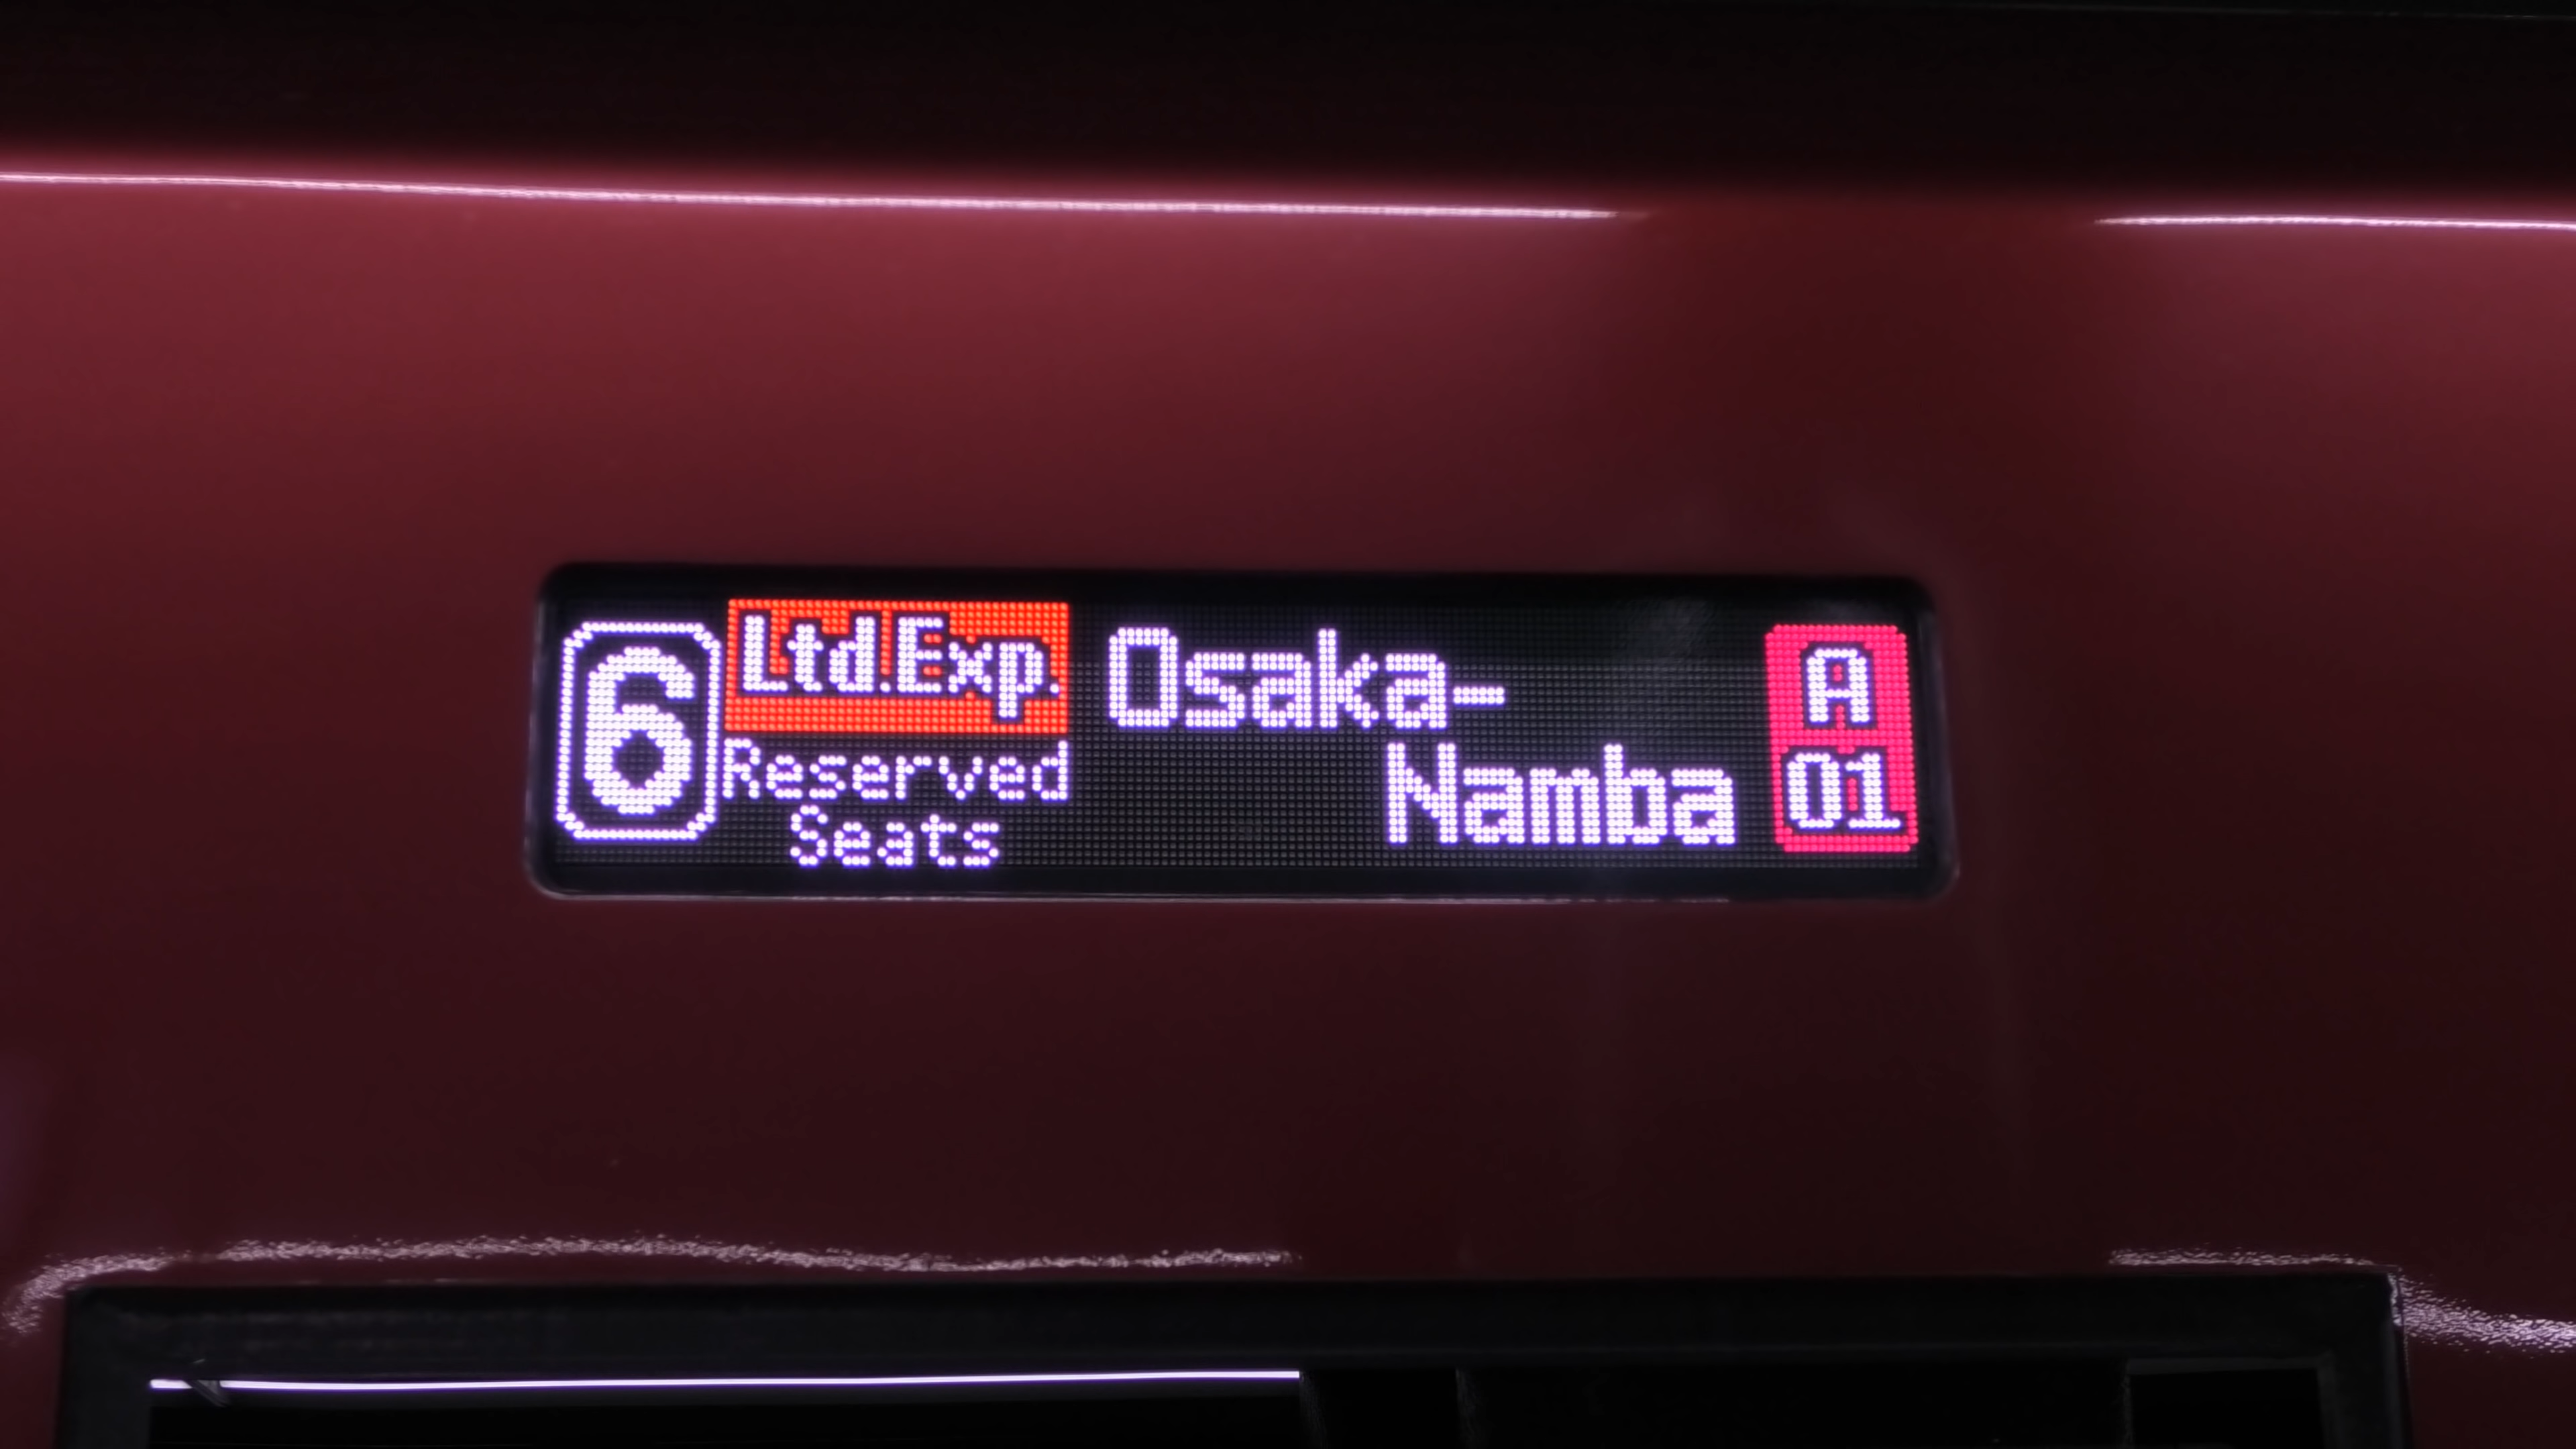 6
Ltd.Exp.
Reserved
Seats
Osaka-
Namba
A
01